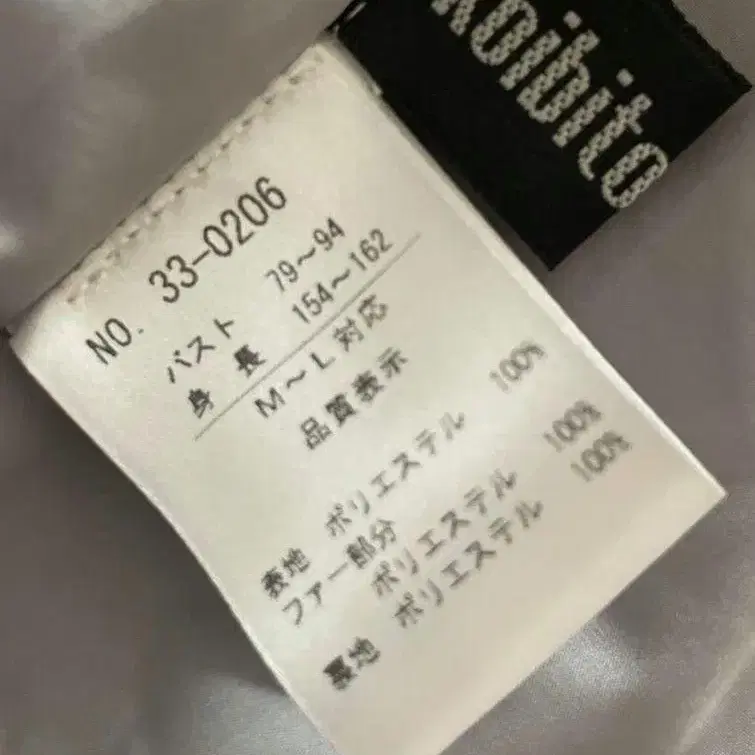 koibito
NO. 33-0206
バスト 79～94
身 長 154～162
M～L対応
品質表示
表地 ポリエステル 100%
ファー部分
ポリエステル 100%
裏地 ポリエステル 100%